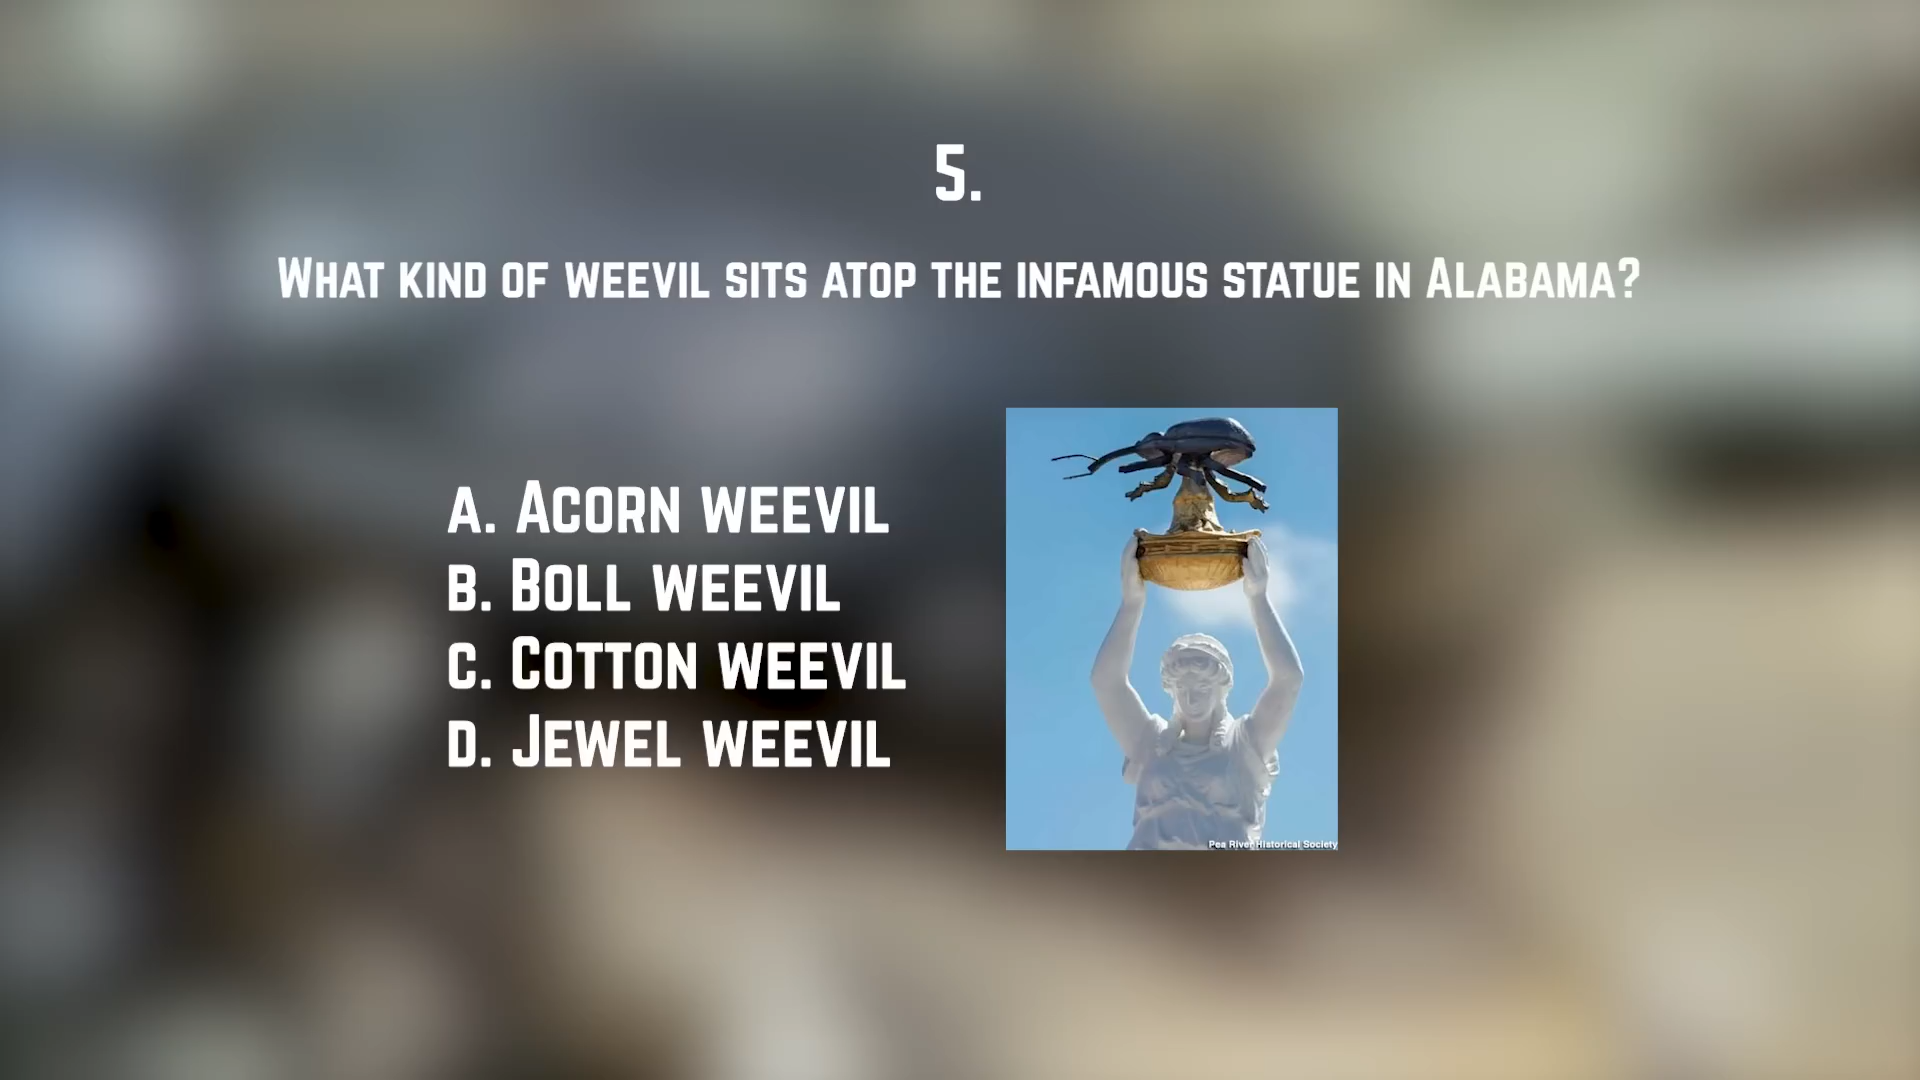 5.
What kind of weevil sits atop the infamous statue in Alabama?
A. Acorn weevil
B. Boll weevil
C. Cotton weevil
D. Jewel weevil
Pea River Historical Society